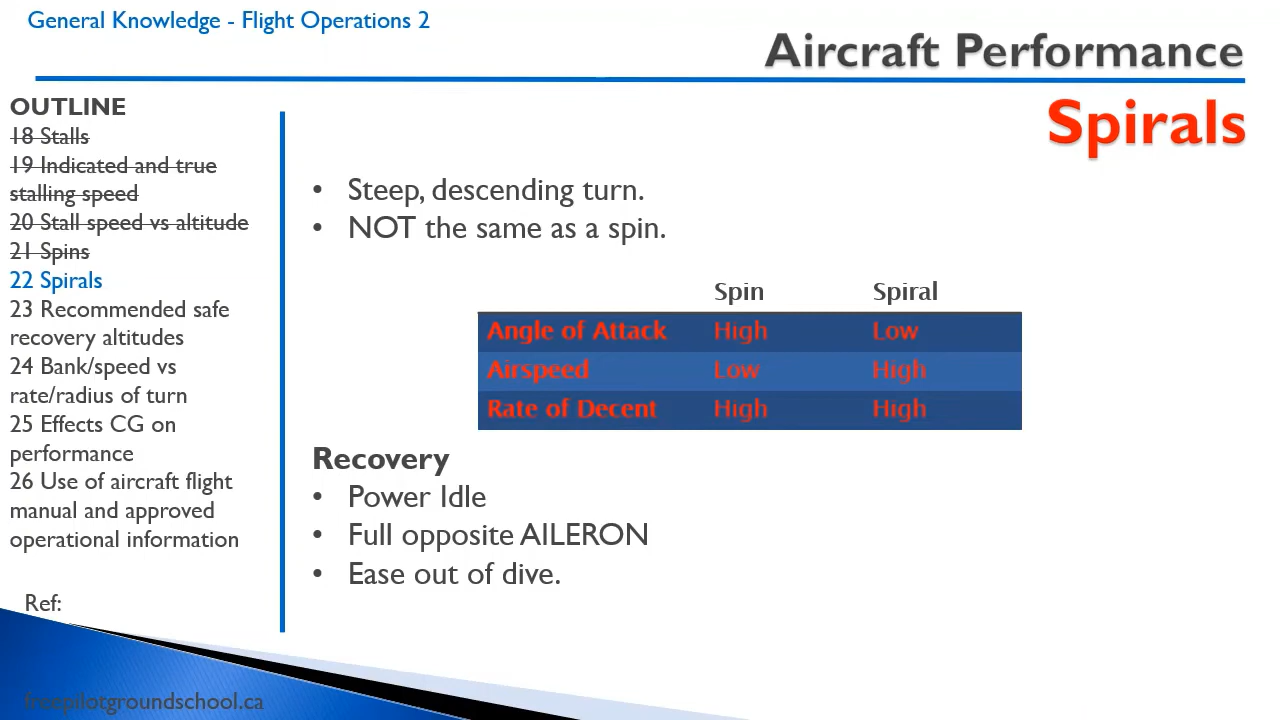 General Knowledge - Flight Operations 2
Aircraft Performance
Spirals
OUTLINE
18 Stalls
19 Indicated and true
stalling speed
20 Stall speed vs altitude
21 Spins
22 Spirals
23 Recommended safe
recovery altitudes
24 Bank/speed vs
rate/radius of turn
25 Effects CG on
performance
26 Use of aircraft flight
manual and approved
operational information
Ref:
• Steep, descending turn.
• NOT the same as a spin.
Spin Spiral
Angle of Attack High Low
Airspeed Low High
Rate of Decent High High
Recovery
• Power Idle
• Full opposite AILERON
• Ease out of dive.
freepilotgroundschool.ca